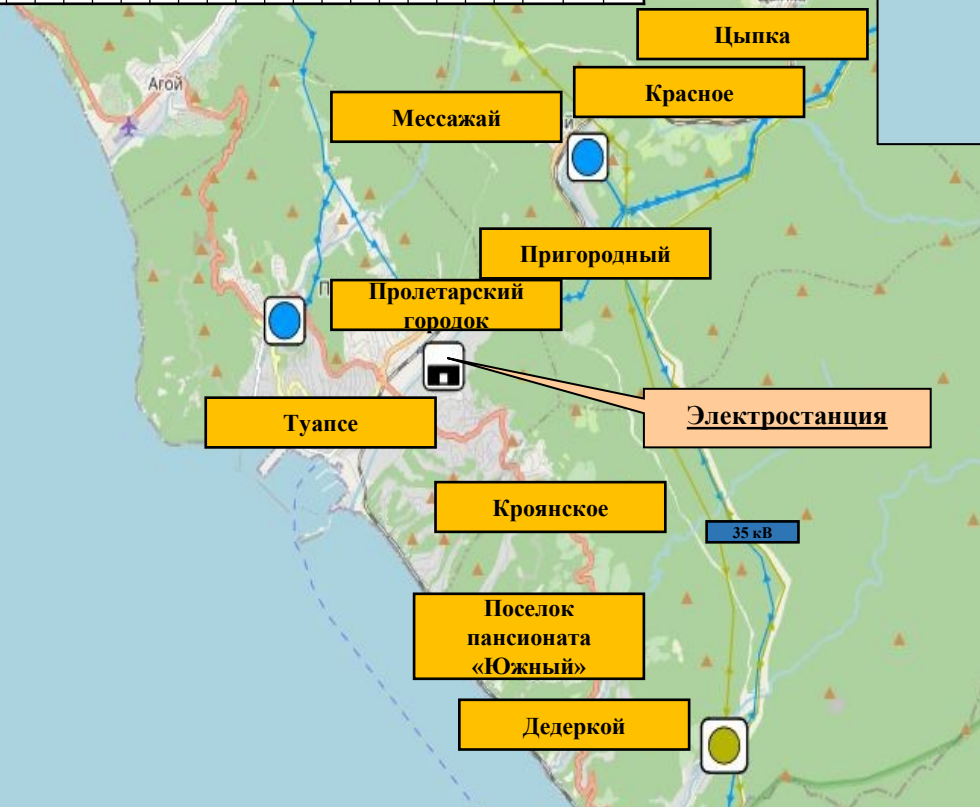 Цыпка
Красное
Агой
Мессажай
й
Пригородный
П
Пролетарский
городок
Туапсе
Электростанция
Кроянское
35 кВ
Поселок
пансионата
«Южный»
Дедеркой